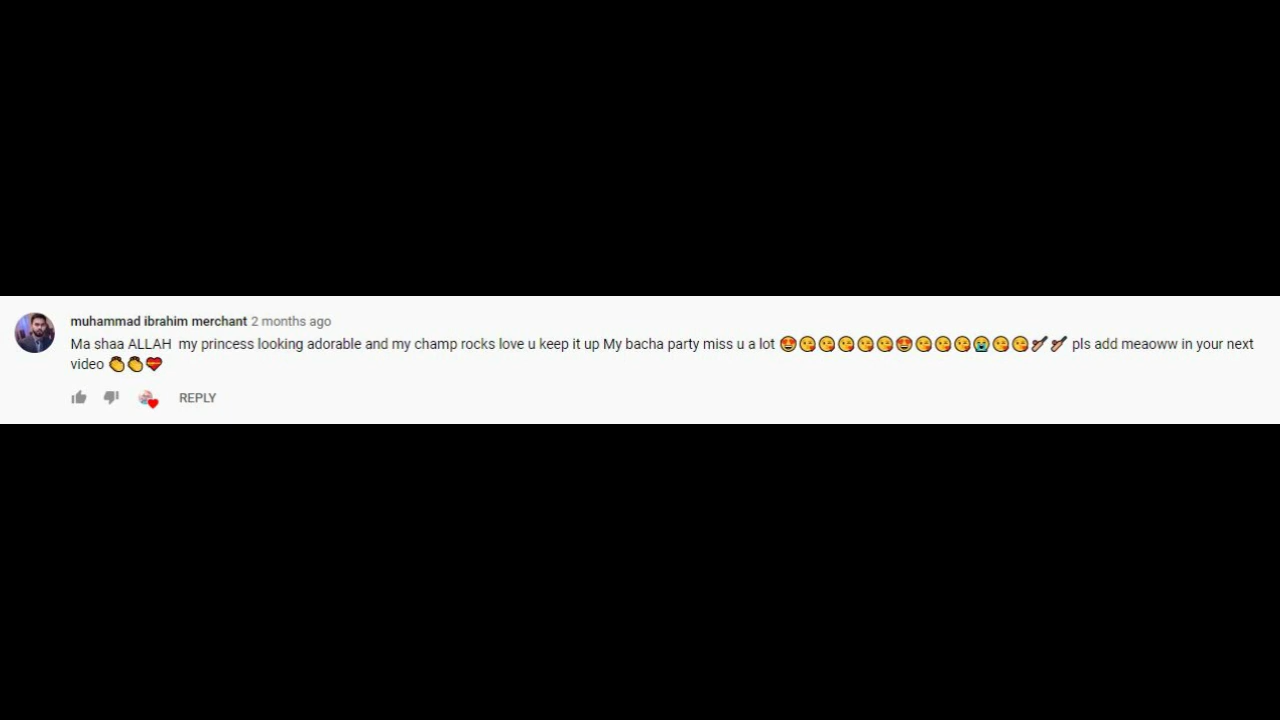 muhammad ibrahim merchant 2 months ago
Ma shaa ALLAH  my princess looking adorable and my champ rocks love u keep it up My bacha party miss u a lot 😍😘😘😘😘😘😍😘😘😘😭😘😘🏏🏏 pls add meaoww in your next
video 👏👏💝
REPLY